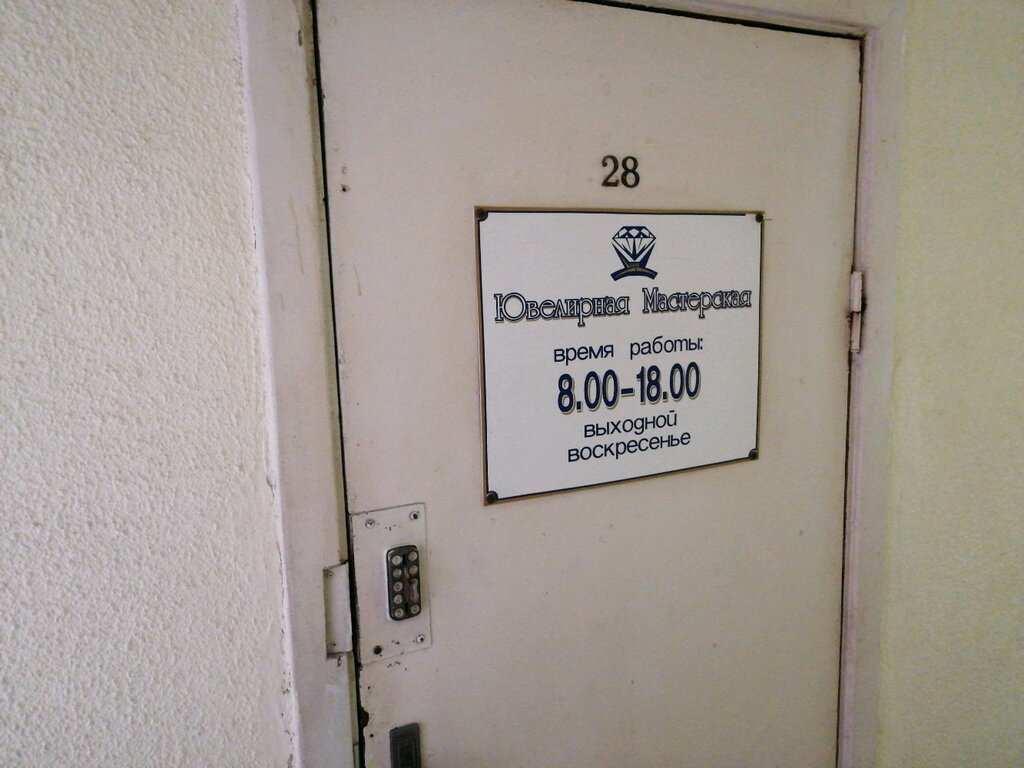 28
Ювелирная Мастерская
время работы:
8.00-18.00
выходной
воскресенье